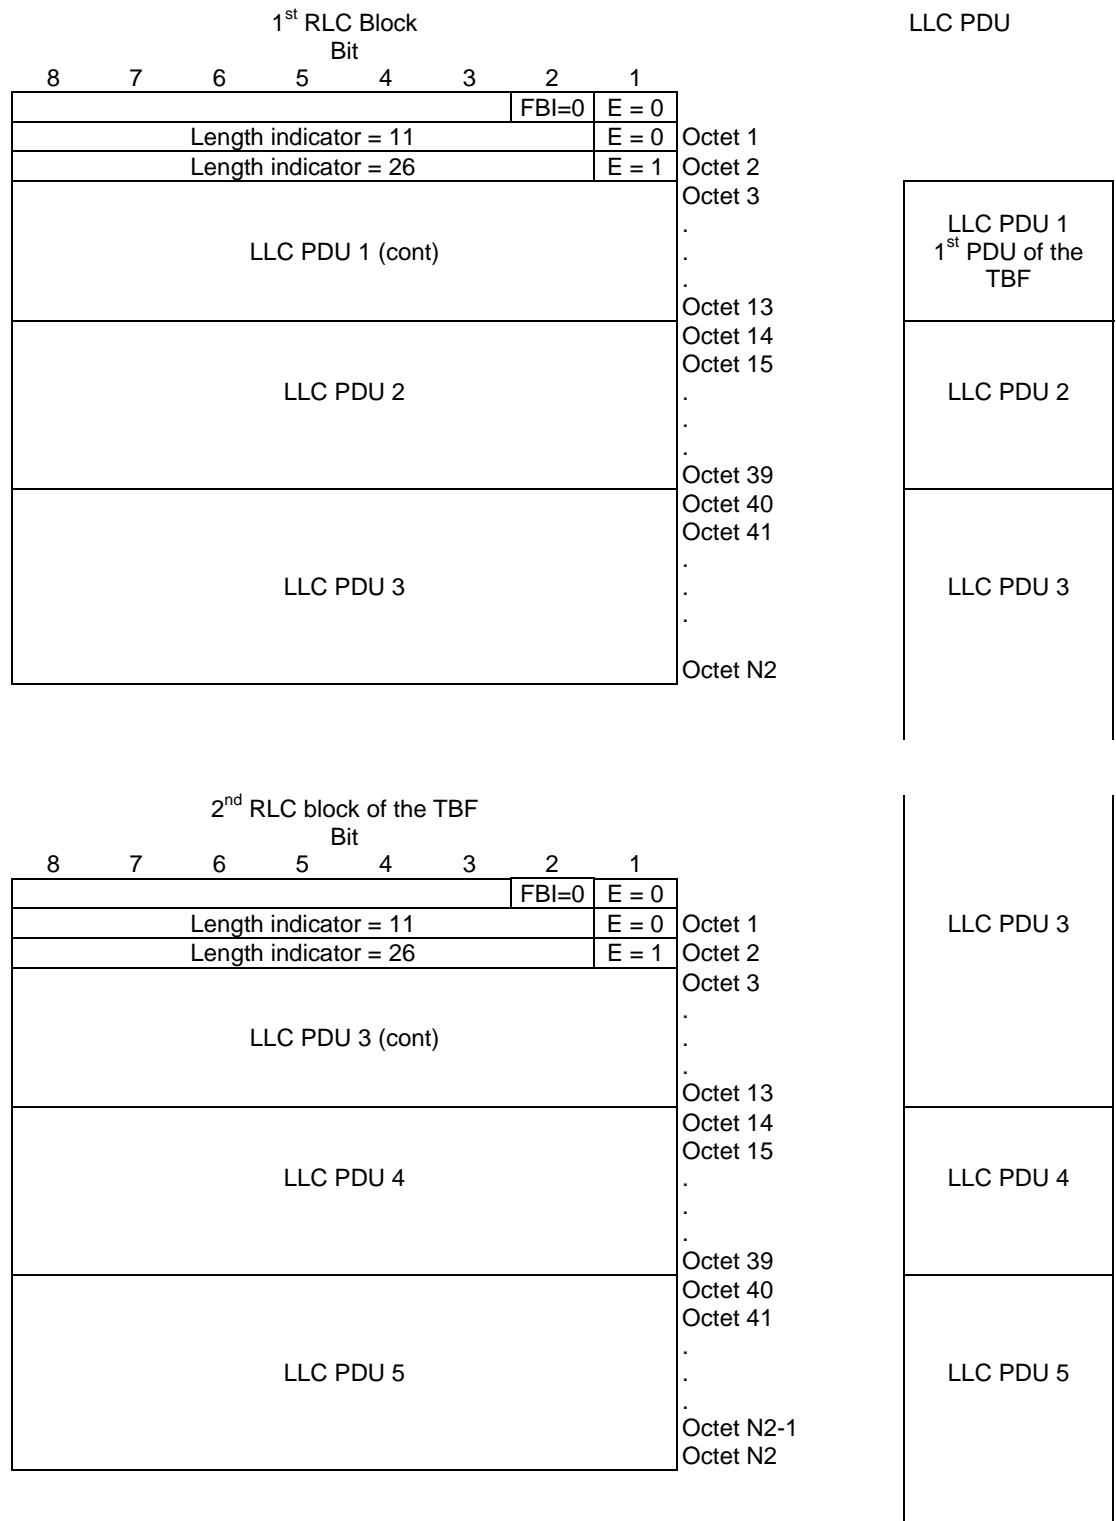 1st RLC Block LLC PDU
Bit
8 7 6 5 4 3 2 1
FBI=0 E = 0
Length indicator = 11 E = 0 Octet 1
Length indicator = 26 E = 1 Octet 2
Octet 3
.
LLC PDU 1 (cont) .
.
Octet 13
LLC PDU 1
1st PDU of the
TBF
Octet 14
Octet 15
LLC PDU 2 . LLC PDU 2
.
.
Octet 39
Octet 40
Octet 41
.
LLC PDU 3 . LLC PDU 3
.
Octet N2
2nd RLC block of the TBF
Bit
8 7 6 5 4 3 2 1
FBI=0 E = 0
Length indicator = 11 E = 0 Octet 1 LLC PDU 3
Length indicator = 26 E = 1 Octet 2
Octet 3
.
LLC PDU 3 (cont) .
.
Octet 13
Octet 14
Octet 15
LLC PDU 4 . LLC PDU 4
.
.
Octet 39
Octet 40
Octet 41
.
LLC PDU 5 . LLC PDU 5
.
Octet N2-1
Octet N2